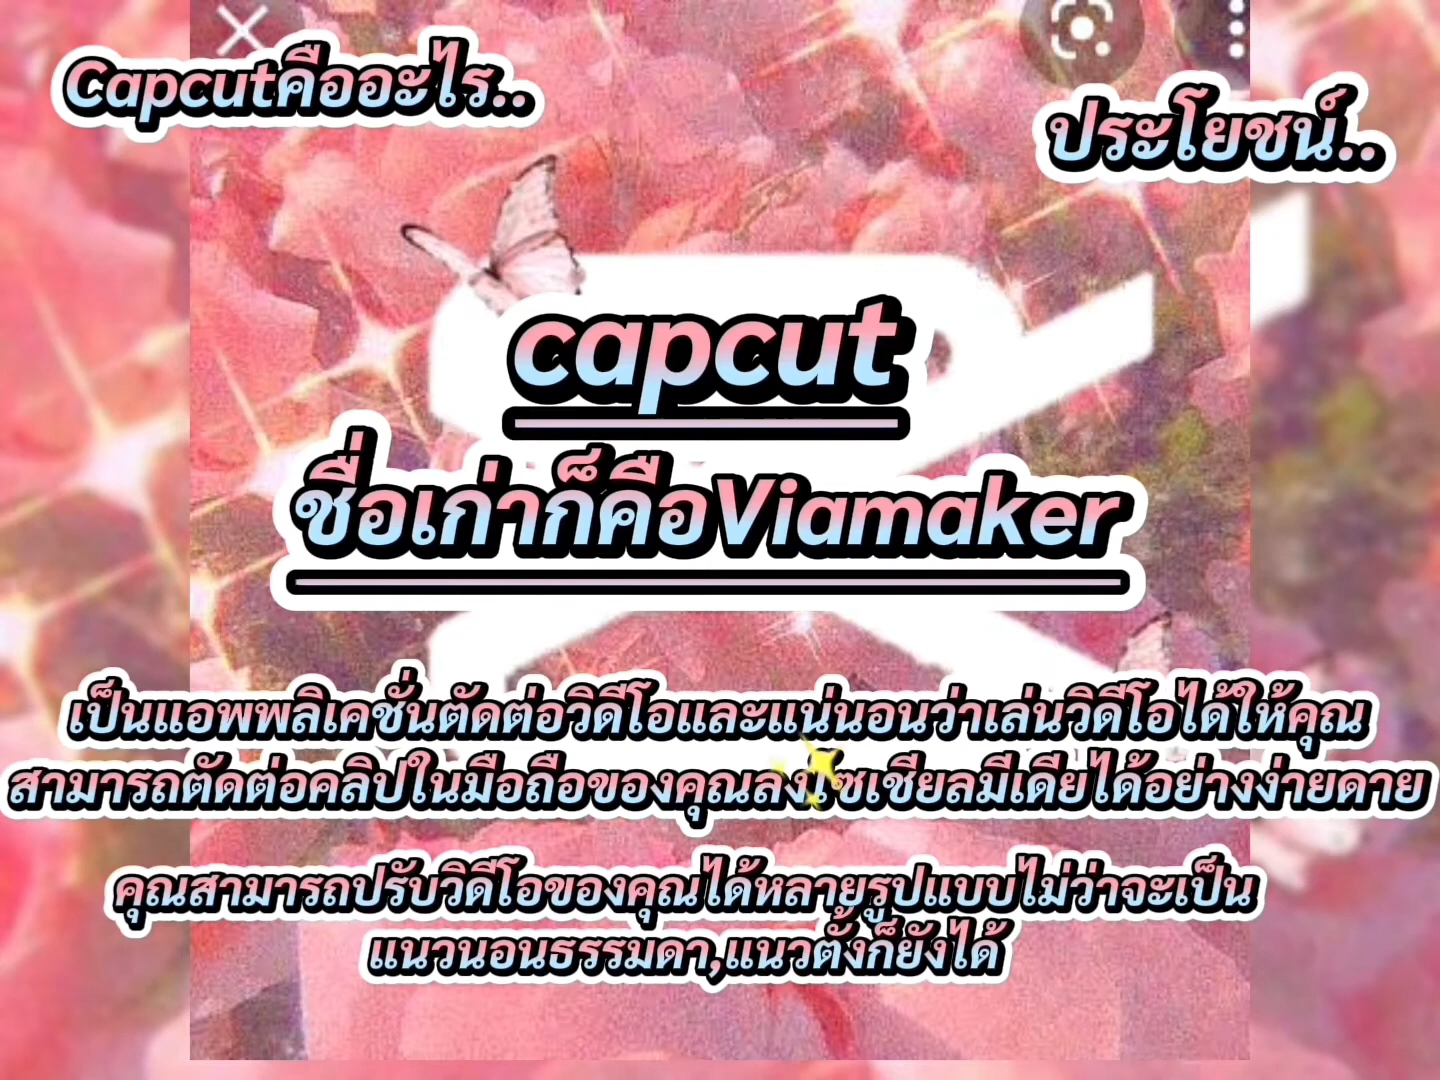 Capcutคืออะไร..
ประโยชน์..
capcut
ชื่อเก่าก็คือViamaker
เป็นแอพพลิเคชั่นตัดต่อวิดีโอและแน่นอนว่าเล่นวิดีโอได้ให้คุณ
สามารถตัดต่อคลิปในมือถือของคุณลงโซเชียลมีเดียได้อย่างง่ายดาย
คุณสามารถปรับวิดีโอของคุณได้หลายรูปแบบไม่ว่าจะเป็น
แนวนอนธรรมดา,แนวตั้งก็ยังได้